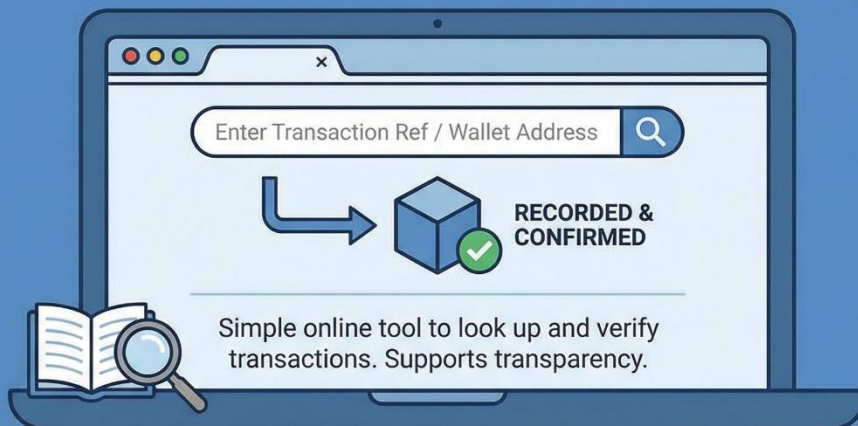 Enter Transaction Ref / Wallet Address
RECORDED &
CONFIRMED
Simple online tool to look up and verify
transactions. Supports transparency.